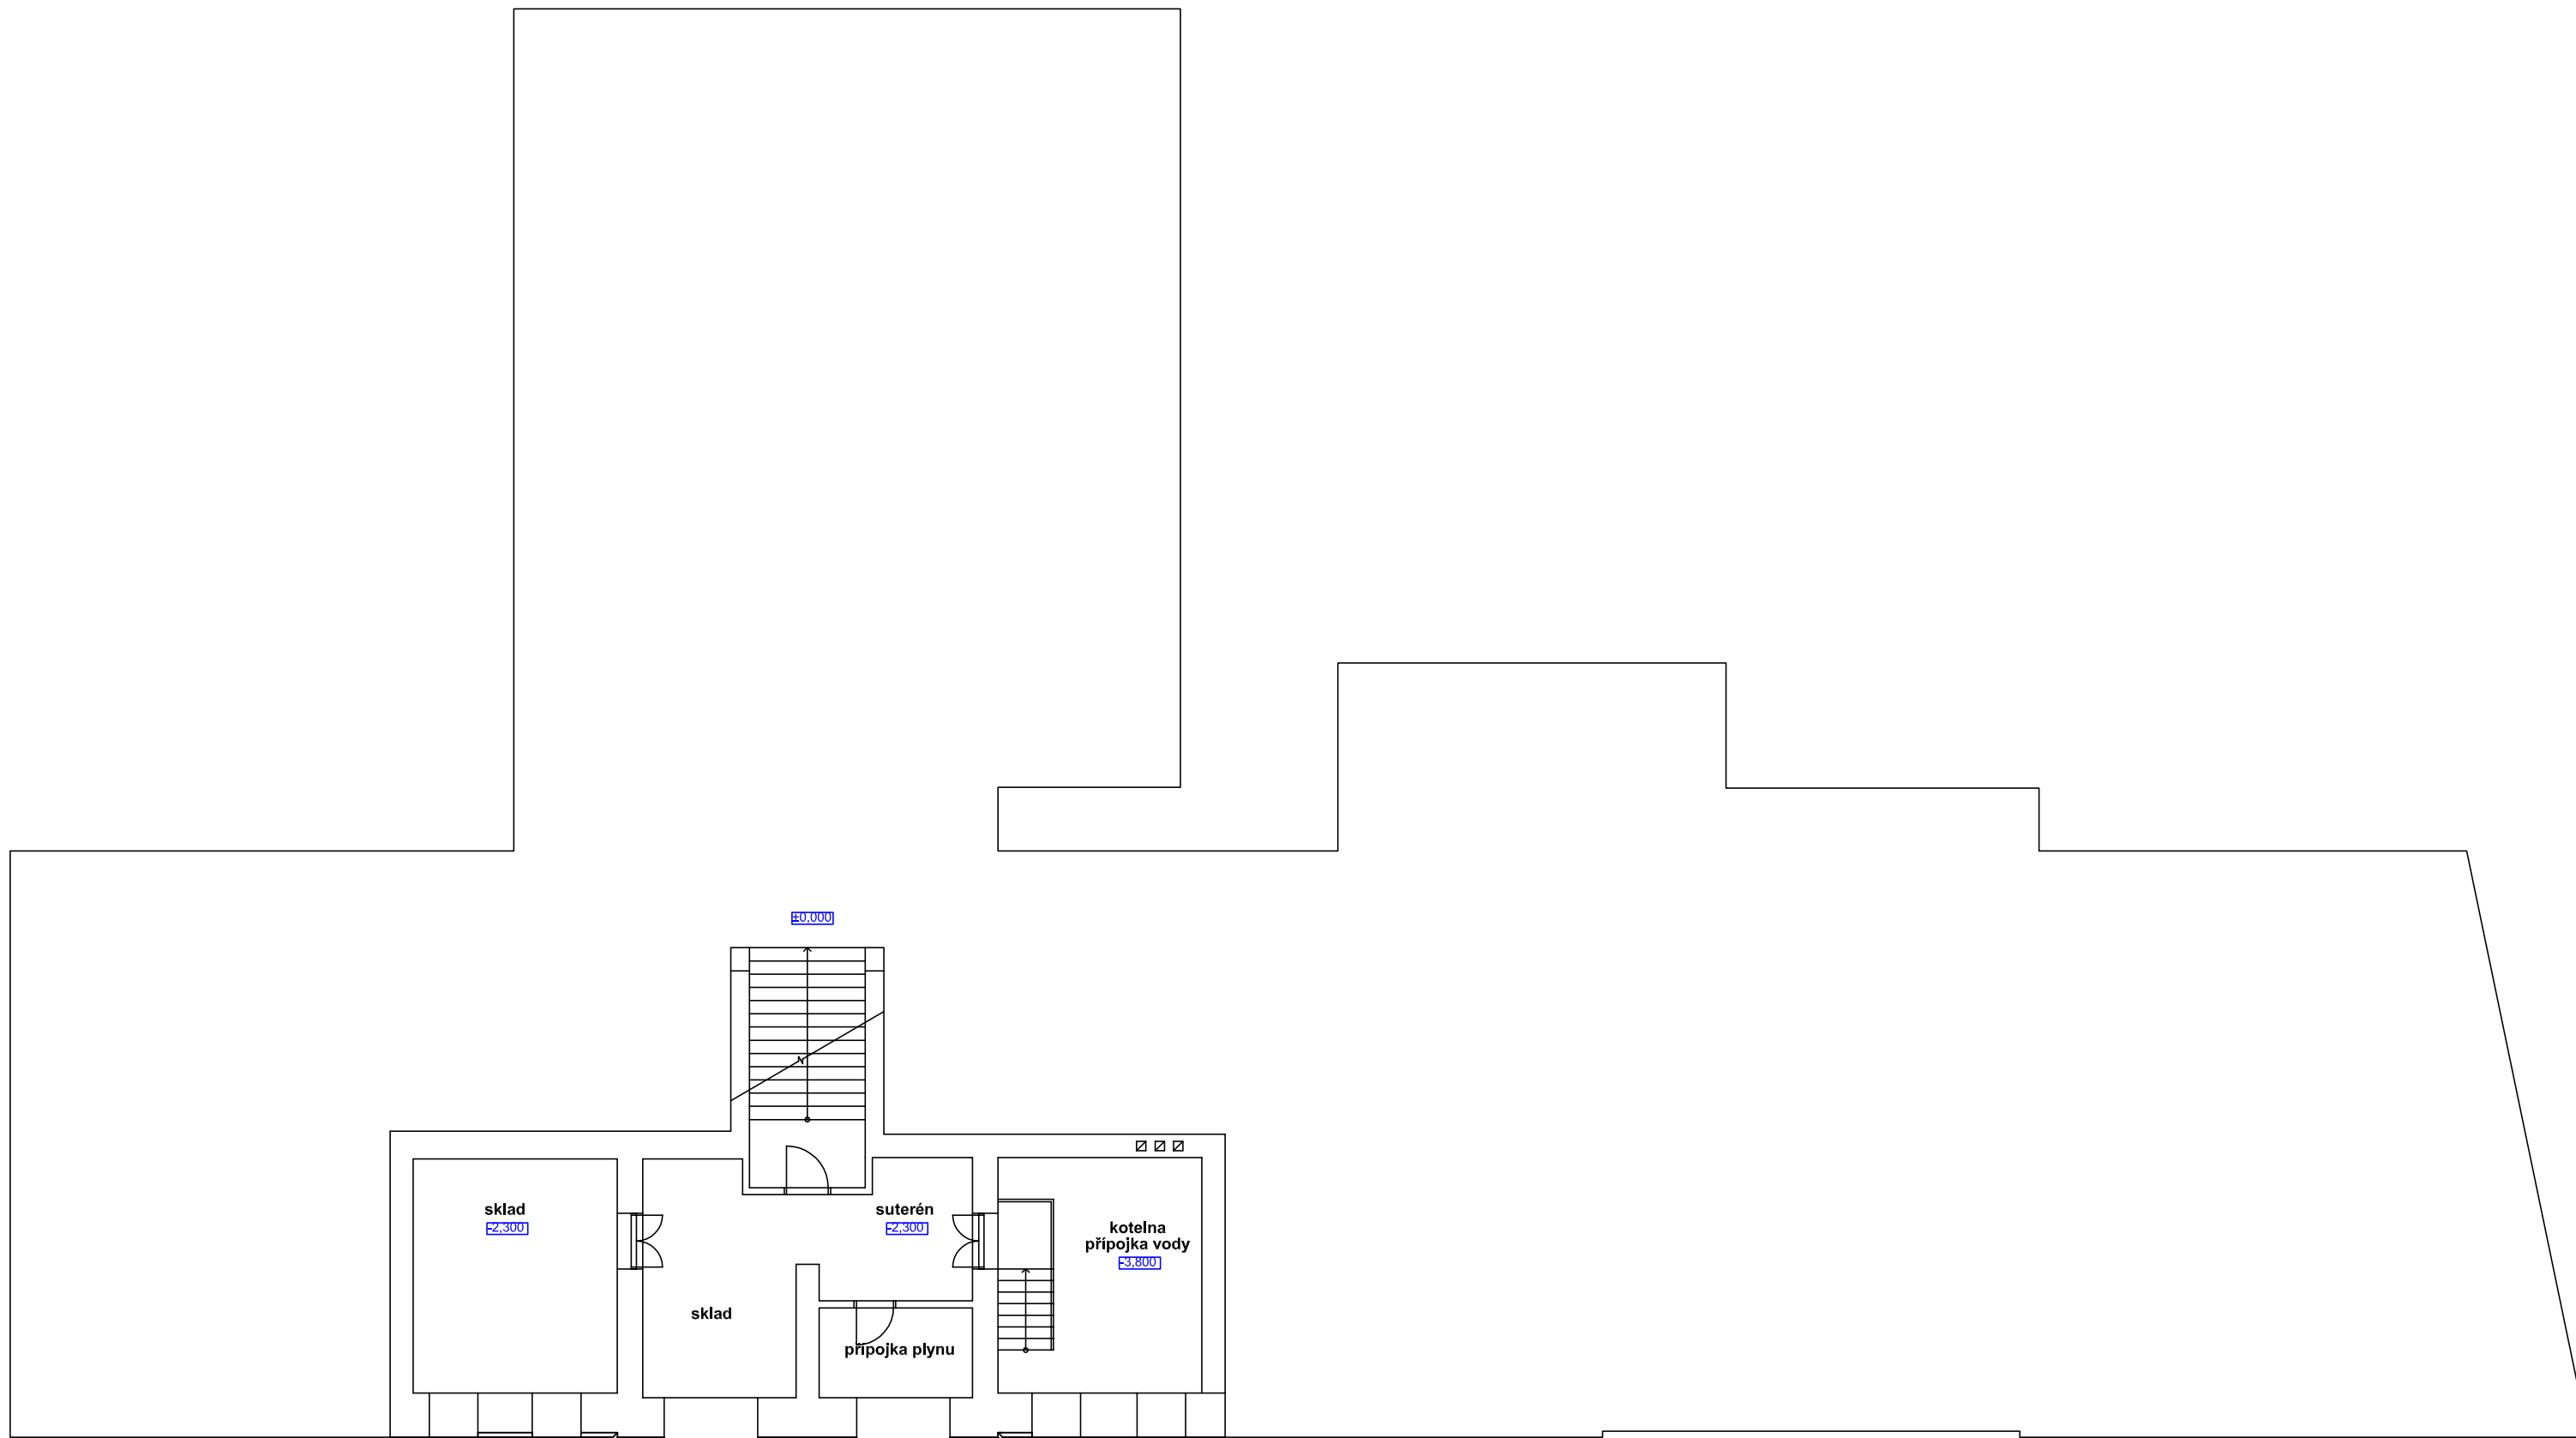 ±0,000
sklad
-2,300
suterén
-2,300
kotelna
přípojka vody
-3,800
sklad
přípojka plynu